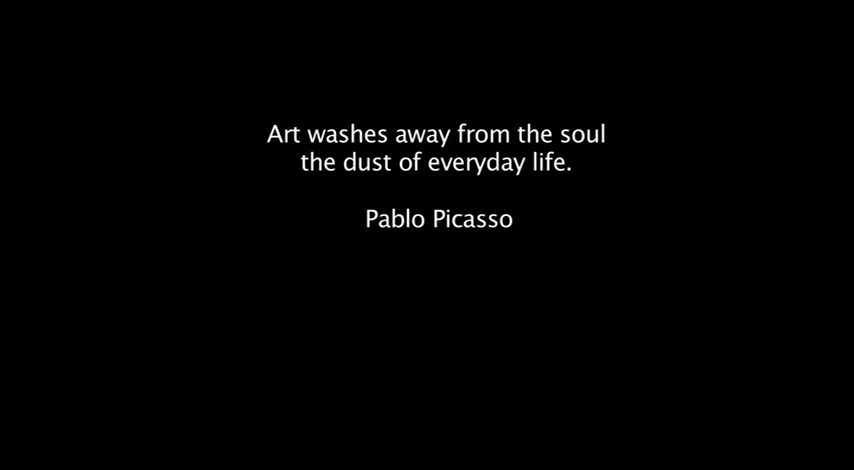 Art washes away from the soul
the dust of everyday life.
Pablo Picasso